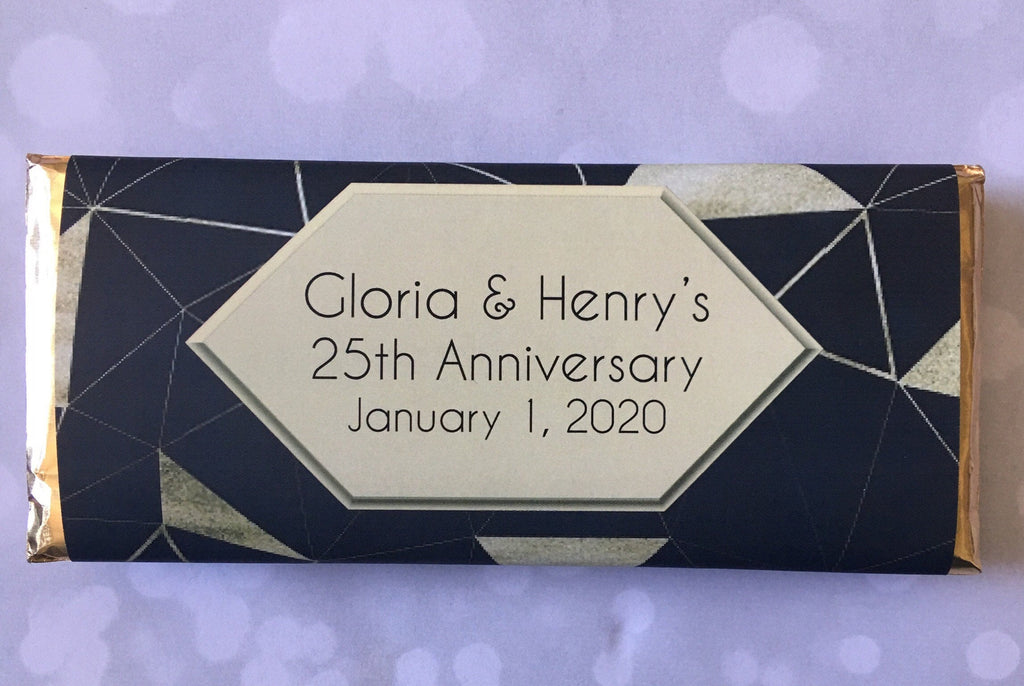 Gloria & Henry's
25th Anniversary
January 1, 2020